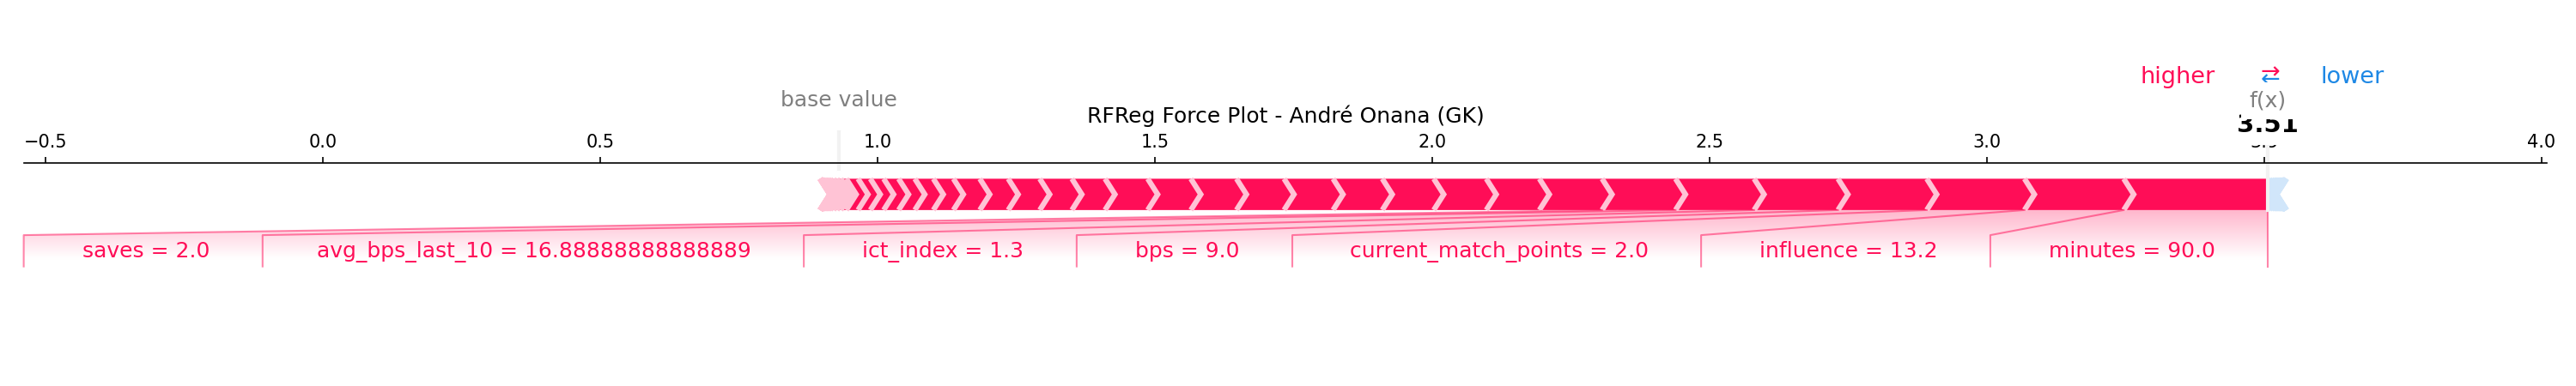 higher ⇄ lower
base value f(x)
RFReg Force Plot - André Onana (GK)
3.51
−0.5 0.0 0.5 1.0 1.5 2.0 2.5 3.0 3.5 4.0
saves = 2.0 avg_bps_last_10 = 16.88888888888889 ict_index = 1.3 bps = 9.0 current_match_points = 2.0 influence = 13.2 minutes = 90.0